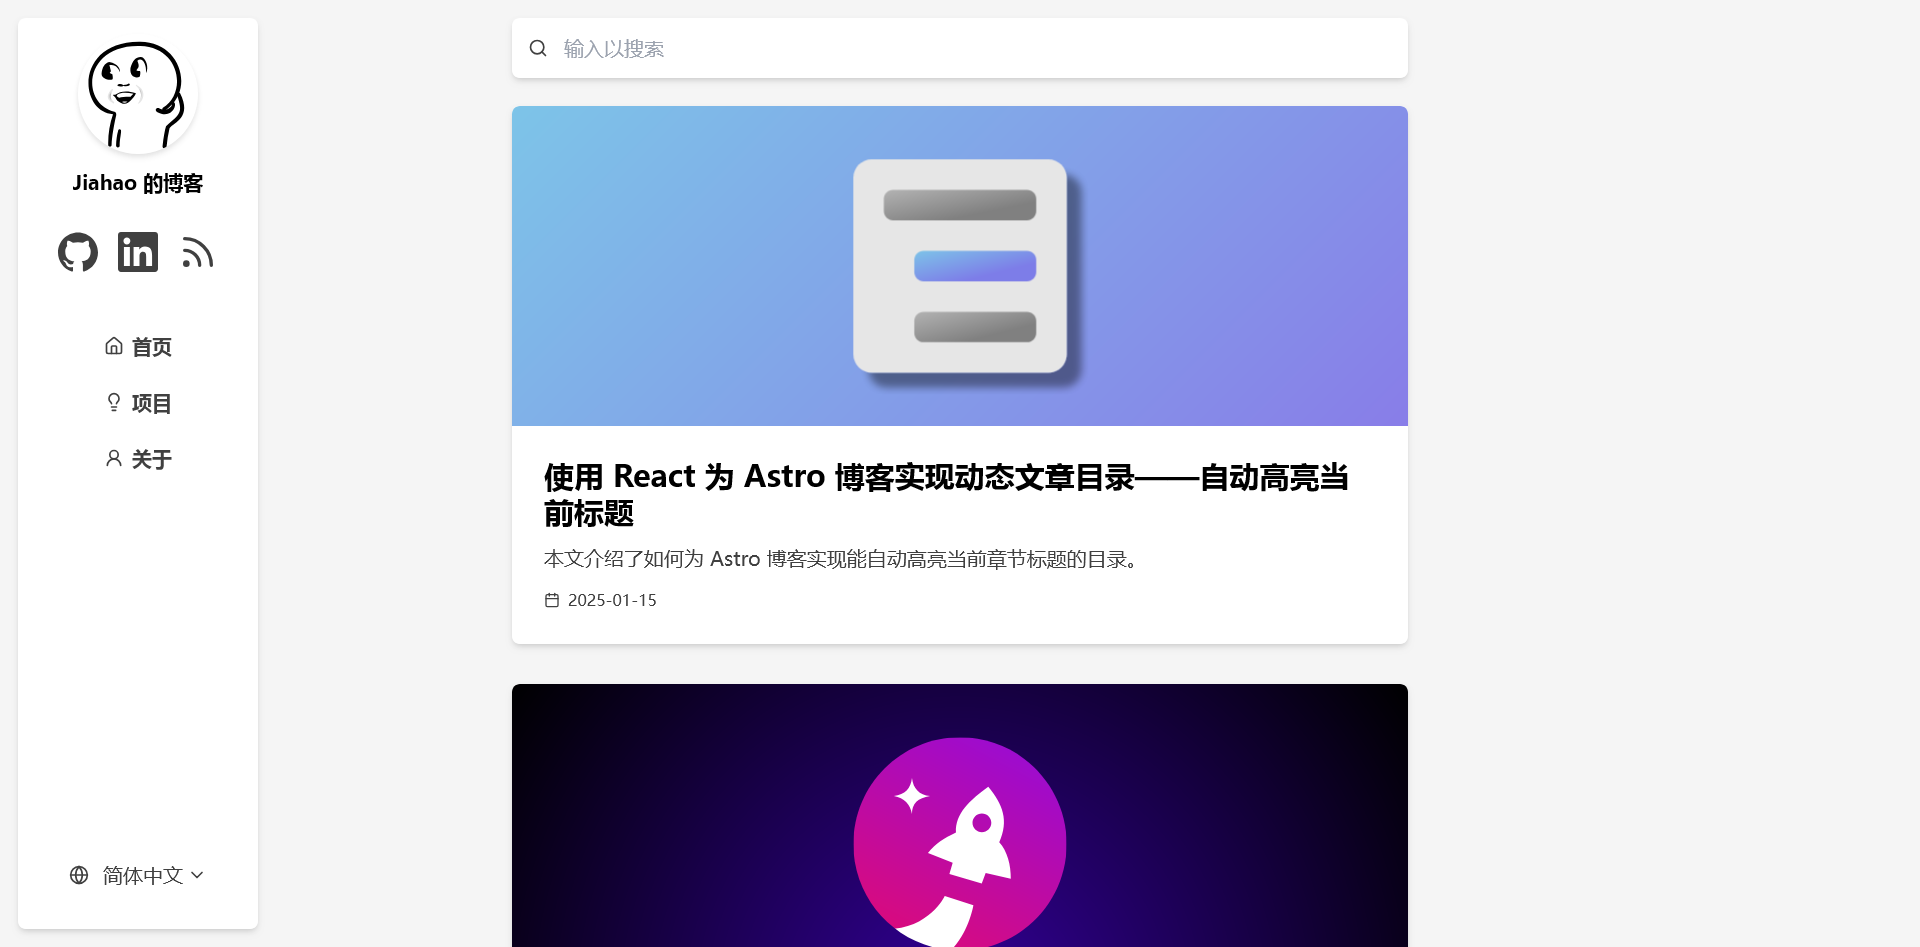 Jiahao 的博客
首页
项目
关于
简体中文
输入以搜索
使用 React 为 Astro 博客实现动态文章目录——自动高亮当
前标题
本文介绍了如何为 Astro 博客实现能自动高亮当前章节标题的目录。
2025-01-15